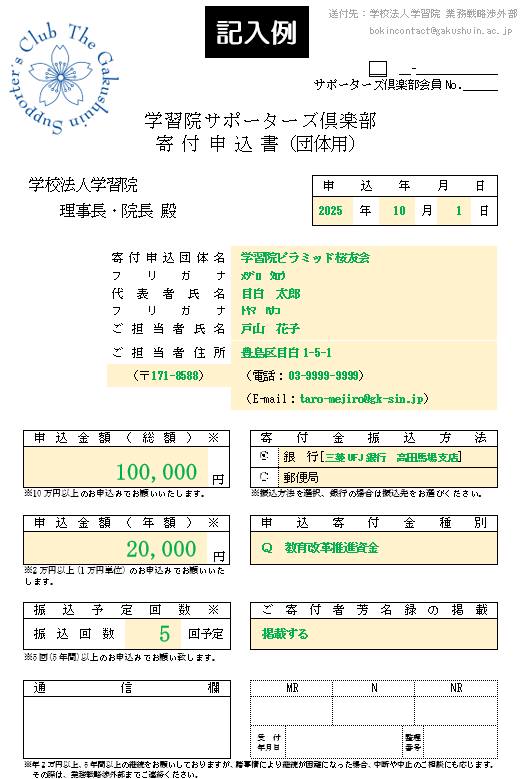 記入例
送付先：学校法人学習院 業務戦略渉外部
bokincontact@gakushuin.ac.jp
The Gakushuin Supporter's Club
サポーターズ倶楽部会員No.
学習院サポーターズ倶楽部
寄付申込書（団体用）
学校法人学習院
理事長・院長 殿
申込年月日
2025 年 10 月 1 日
寄付申込団体名 学習院ピラミッド桜友会
フリガナ ﾒｼﾞﾛ ﾀﾛｳ
代表者氏名 目白 太郎
フリガナ ﾄﾔﾏ ﾊﾅｺ
ご担当者氏名 戸山 花子
ご担当者住所 豊島区目白1-5-1
（〒171-8588） （電話：03-9999-9999）
（E-mail：taro-mejiro@gk-sin.jp）
申込金額（総額）※
100,000 円
※10万円以上のお申込みでお願いいたします。
寄付金振込方法
銀行[三菱UFJ銀行 高田馬場支店]
郵便局
※振込方法を選択、銀行の場合は振込先をお選びください。
申込金額（年額）※
20,000 円
※2万円以上(1万円単位)のお申込みでお願いいた
します。
申込寄付金種別
Q 教育改革推進資金
振込予定回数※
振込回数 5 回予定
※5回(5年間)以上のお申込みでお願い致します。
ご寄付者芳名録の掲載
掲載する
通信欄
MR N NR
受付
年月日
整理
番号
※年2万円以上、5年間以上の継続をお願いしておりますが、諸事情により継続が困難になった場合、中断や中止のご相談にも応じます。
その際は、業務戦略渉外部までご連絡ください。